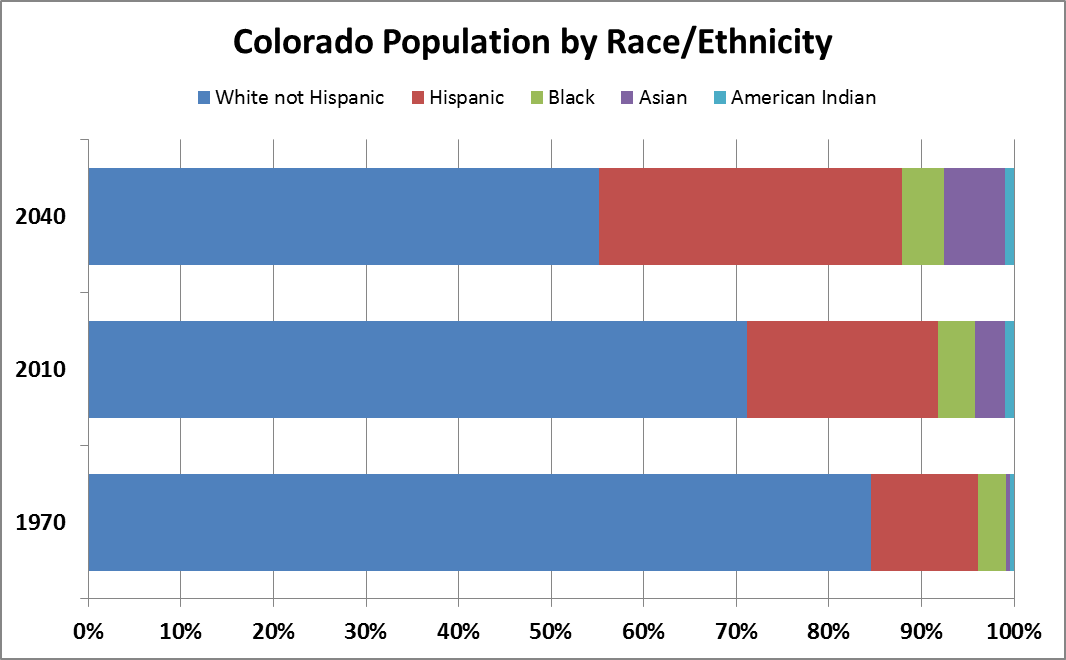 Colorado Population by Race/Ethnicity
White not Hispanic Hispanic Black Asian American Indian
2040
2010
1970
0% 10% 20% 30% 40% 50% 60% 70% 80% 90% 100%